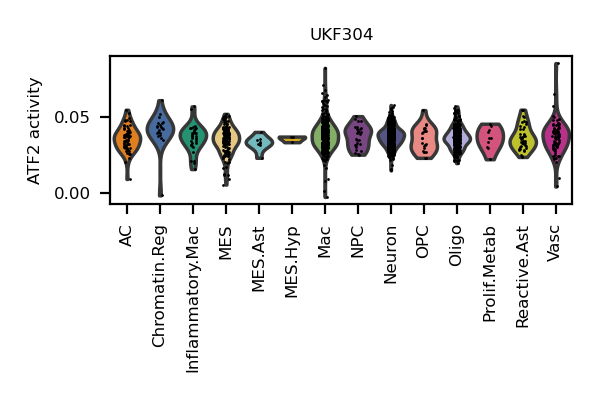 UKF304
ATF2 activity
0.05
0.00
AC
Chromatin.Reg
Inflammatory.Mac
MES
MES.Ast
MES.Hyp
Mac
NPC
Neuron
OPC
Oligo
Prolif.Metab
Reactive.Ast
Vasc